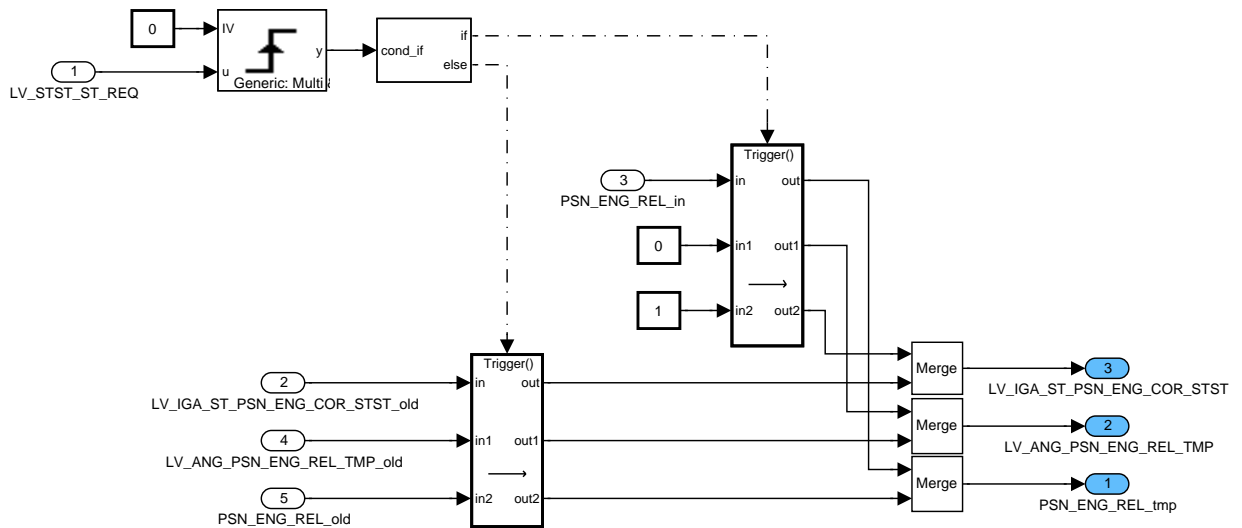 0
IV
u
y
Generic: Multi &
1
LV_STST_ST_REQ
cond_if
if
else
Trigger()
in
out
in1
out1
in2
out2
3
PSN_ENG_REL_in
0
1
Trigger()
in
out
in1
out1
in2
out2
2
LV_IGA_ST_PSN_ENG_COR_STST_old
4
LV_ANG_PSN_ENG_REL_TMP_old
5
PSN_ENG_REL_old
Merge
3
LV_IGA_ST_PSN_ENG_COR_STST
Merge
2
LV_ANG_PSN_ENG_REL_TMP
Merge
1
PSN_ENG_REL_tmp